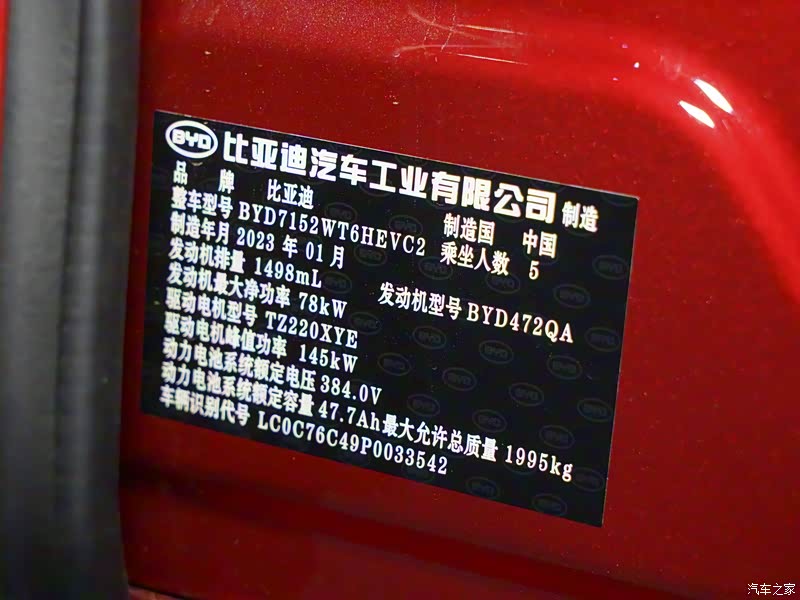 BYD 比亚迪汽车工业有限公司 制造
品牌 比亚迪 制造国 中国
整车型号 BYD7152WT6HEVC2 乘坐人数 5
制造年月 2023 年 01 月
发动机排量 1498mL 发动机型号 BYD472QA
发动机最大净功率 78kW
驱动电机型号 TZ220XYE
驱动电机峰值功率 145kW
动力电池系统额定电压 384.0V
动力电池系统额定容量 47.7Ah 最大允许总质量 1995kg
车辆识别代号 LC0C76C49P0033542
汽车之家